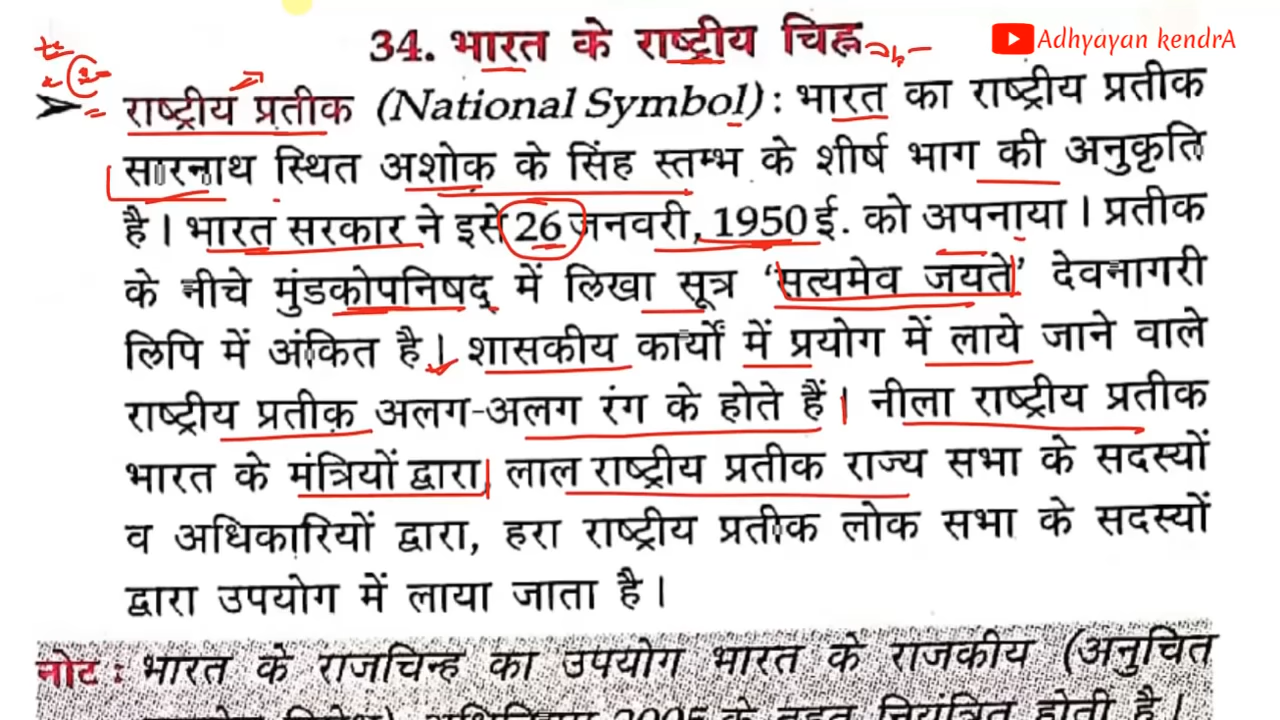 34. भारत के राष्ट्रीय चिह्न
Adhyayan kendrA
राष्ट्रीय प्रतीक (National Symbol) : भारत का राष्ट्रीय प्रतीक
सारनाथ स्थित अशोक के सिंह स्तम्भ के शीर्ष भाग की अनुकृति
है। भारत सरकार ने इसे 26 जनवरी, 1950 ई. को अपनाया। प्रतीक
के नीचे मुंडकोपनिषद् में लिखा सूत्र ‘सत्यमेव जयते’ देवनागरी
लिपि में अंकित है। शासकीय कार्यों में प्रयोग में लाये जाने वाले
राष्ट्रीय प्रतीक अलग-अलग रंग के होते हैं। नीला राष्ट्रीय प्रतीक
भारत के मंत्रियों द्वारा, लाल राष्ट्रीय प्रतीक राज्य सभा के सदस्यों
व अधिकारियों द्वारा, हरा राष्ट्रीय प्रतीक लोक सभा के सदस्यों
द्वारा उपयोग में लाया जाता है।
नोट : भारत के राजचिन्ह का उपयोग भारत के राजकीय (अनुचित
2005 के तहत नियंत्रित होती है।